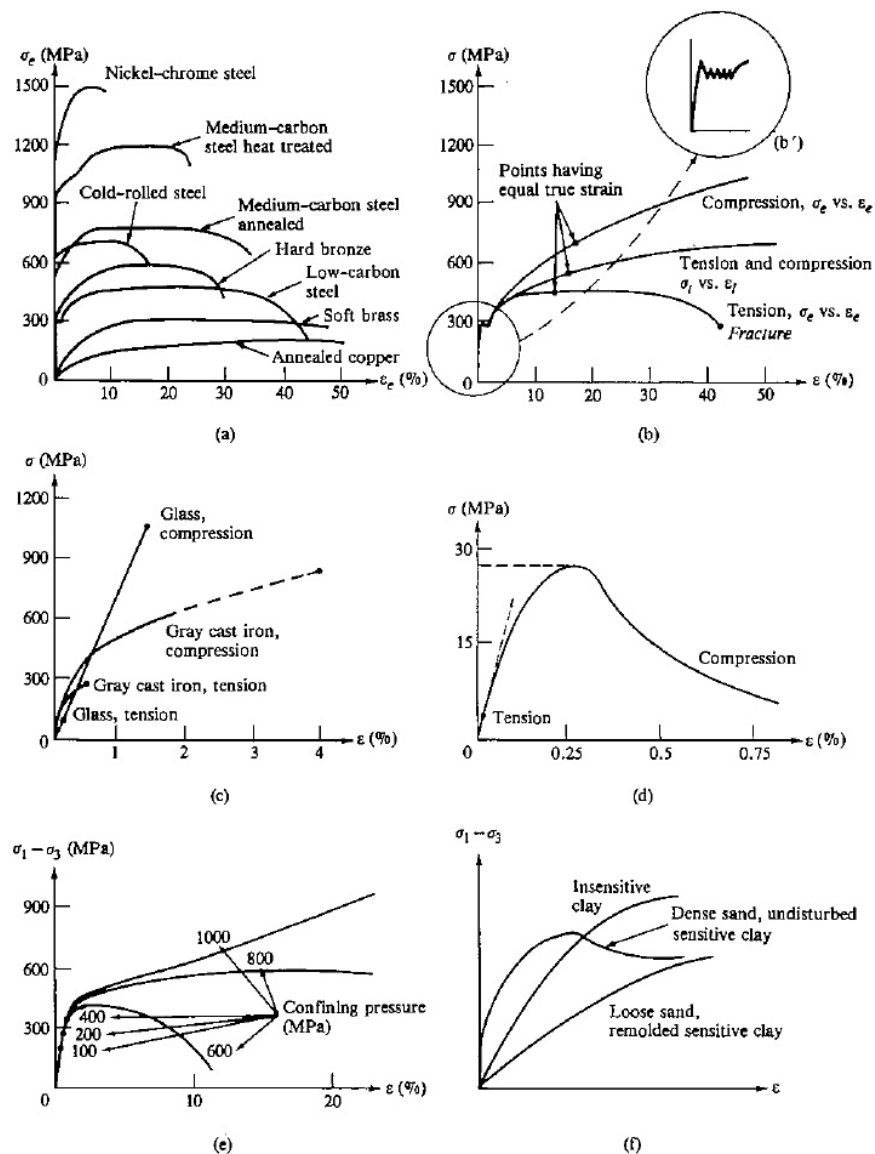 σe (MPa)
1500
1200
900
600
300
0
Nickel-chrome steel
Medium-carbon
steel heat treated
Cold-rolled steel
Medium-carbon steel
annealed
Hard bronze
Low-carbon
steel
Soft brass
Annealed copper
10 20 30 40 50 εe (%)
(a)
σ (MPa)
1500
1200
900
600
300
0
(b′)
Points having
equal true strain
Compression, σe vs. εe
Tension and compression
σl vs. εl
Tension, σe vs. εe
Fracture
10 20 30 40 50 ε (%)
(b)
σ (MPa)
1200
900
600
300
0
Glass,
compression
Gray cast iron,
compression
Gray cast iron, tension
Glass, tension
1 2 3 4 ε (%)
(c)
σ (MPa)
30
15
0
Compression
Tension
0.25 0.5 0.75 ε (%)
(d)
σ1 – σ3 (MPa)
900
600
300
0
1000
800
Confining pressure
(MPa)
400
200
100
600
10 20 ε (%)
(e)
σ1 – σ3
Insensitive
clay
Dense sand, undisturbed
sensitive clay
Loose sand,
remolded sensitive clay
ε
(f)